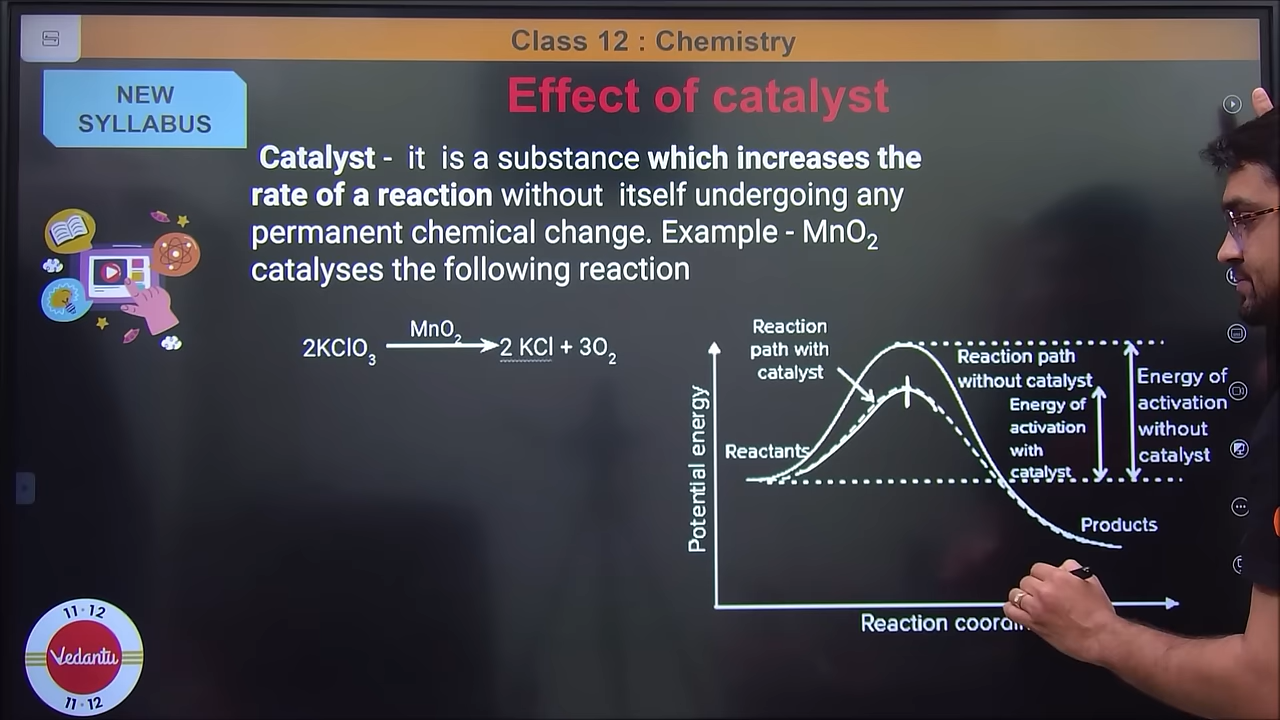 Class 12 : Chemistry
NEW
SYLLABUS
Effect of catalyst
Catalyst - it is a substance which increases the
rate of a reaction without itself undergoing any
permanent chemical change. Example - MnO₂
catalyses the following reaction
2KClO₃ MnO₂ 2 KCl + 3O₂
Reaction
path with
catalyst
Reaction path
without catalyst
Energy of
activation
with
catalyst
Energy of
activation
without
catalyst
Reactants
Potential energy
Products
Reaction
11·12
Vedantu
11·12